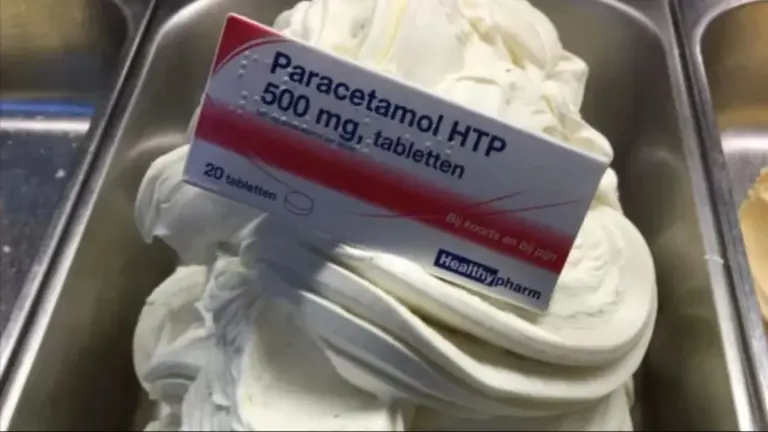 Paracetamol HTP
500 mg, tabletten
20 tabletten
Bij koorts en bij pijn
Healthypharm